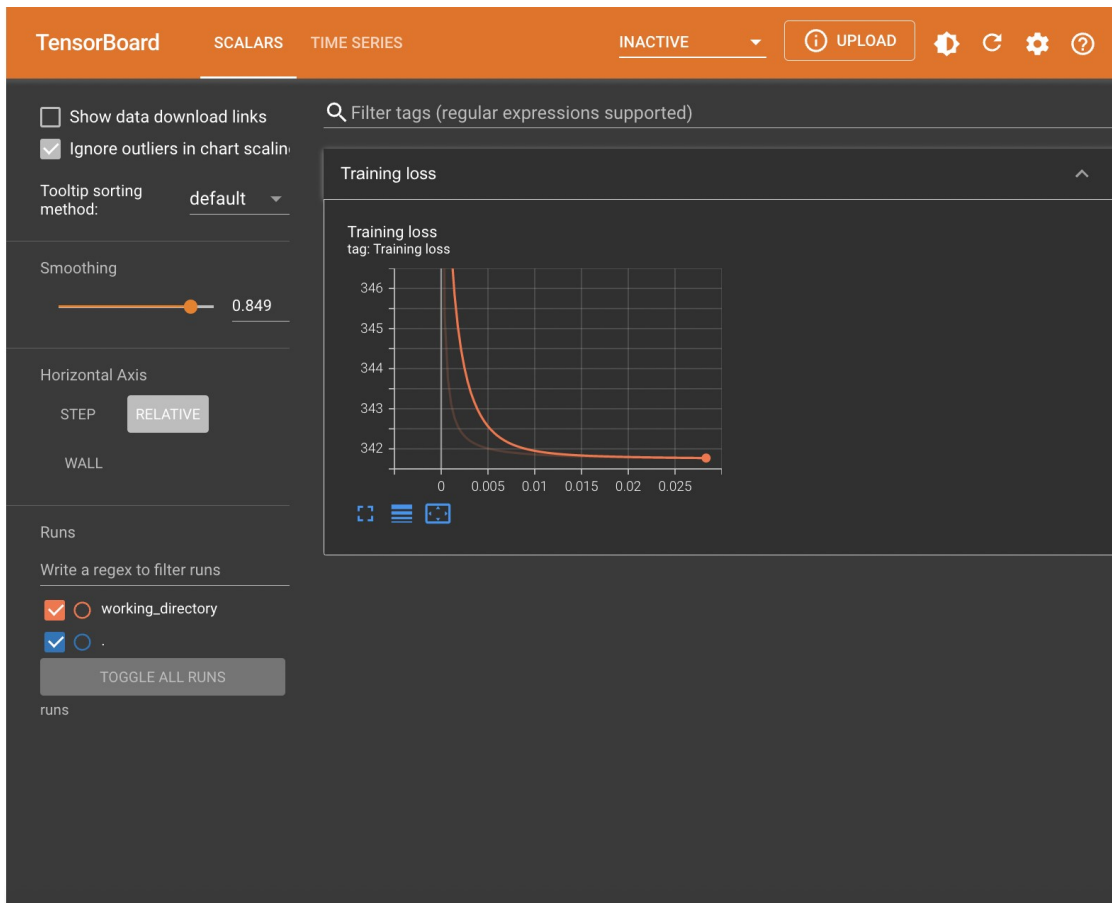 TensorBoard SCALARS TIME SERIES INACTIVE UPLOAD
Show data download links
Ignore outliers in chart scalin
Tooltip sorting
method:
default
Smoothing
0.849
Horizontal Axis
STEP RELATIVE
WALL
Runs
Write a regex to filter runs
working_directory
.
TOGGLE ALL RUNS
runs
Filter tags (regular expressions supported)
Training loss
Training loss
tag: Training loss
346
345
344
343
342
0 0.005 0.01 0.015 0.02 0.025